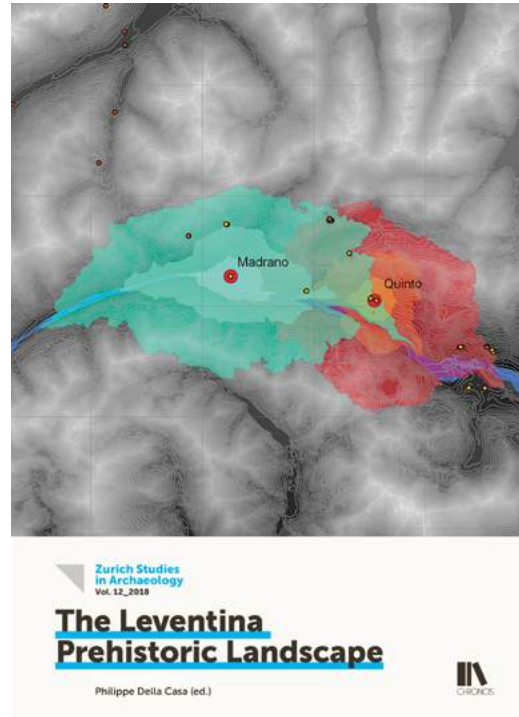 Madrano
Quinto
Zurich Studies
in Archaeology
Vol. 12_2018
The Leventina
Prehistoric Landscape
Philippe Della Casa (ed.)
CHRONOS